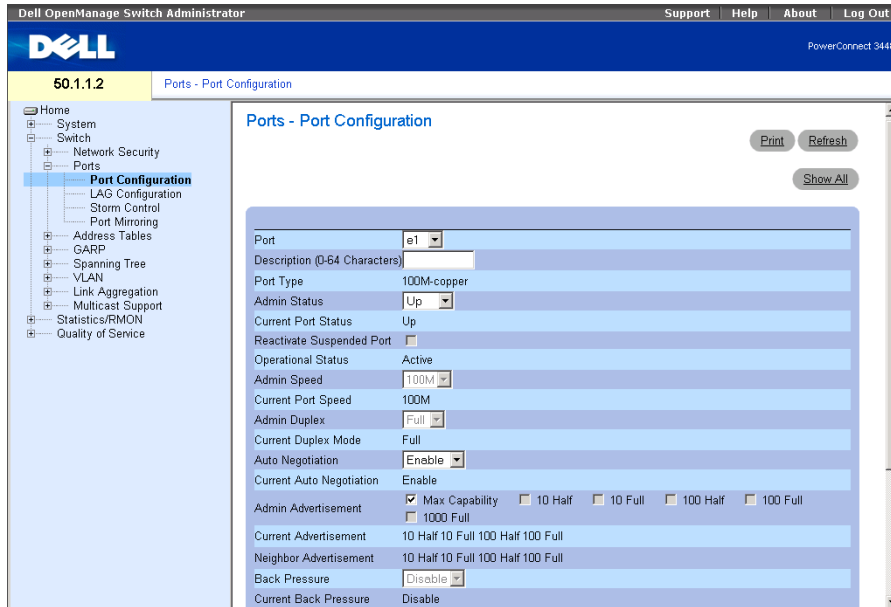 Dell OpenManage Switch Administrator
Support Help About Log Out
DELL
PowerConnect 3448
50.1.1.2
Ports - Port Configuration
Home
System
Switch
Network Security
Ports
Port Configuration
LAG Configuration
Storm Control
Port Mirroring
Address Tables
GARP
Spanning Tree
VLAN
Link Aggregation
Multicast Support
Statistics/RMON
Quality of Service
Ports - Port Configuration
Print Refresh
Show All
Port e1
Description (0-64 Characters)
Port Type 100M-copper
Admin Status Up
Current Port Status Up
Reactivate Suspended Port
Operational Status Active
Admin Speed 100M
Current Port Speed 100M
Admin Duplex Full
Current Duplex Mode Full
Auto Negotiation Enable
Current Auto Negotiation Enable
Admin Advertisement Max Capability 10 Half 10 Full 100 Half 100 Full
1000 Full
Current Advertisement 10 Half 10 Full 100 Half 100 Full
Neighbor Advertisement 10 Half 10 Full 100 Half 100 Full
Back Pressure Disable
Current Back Pressure Disable